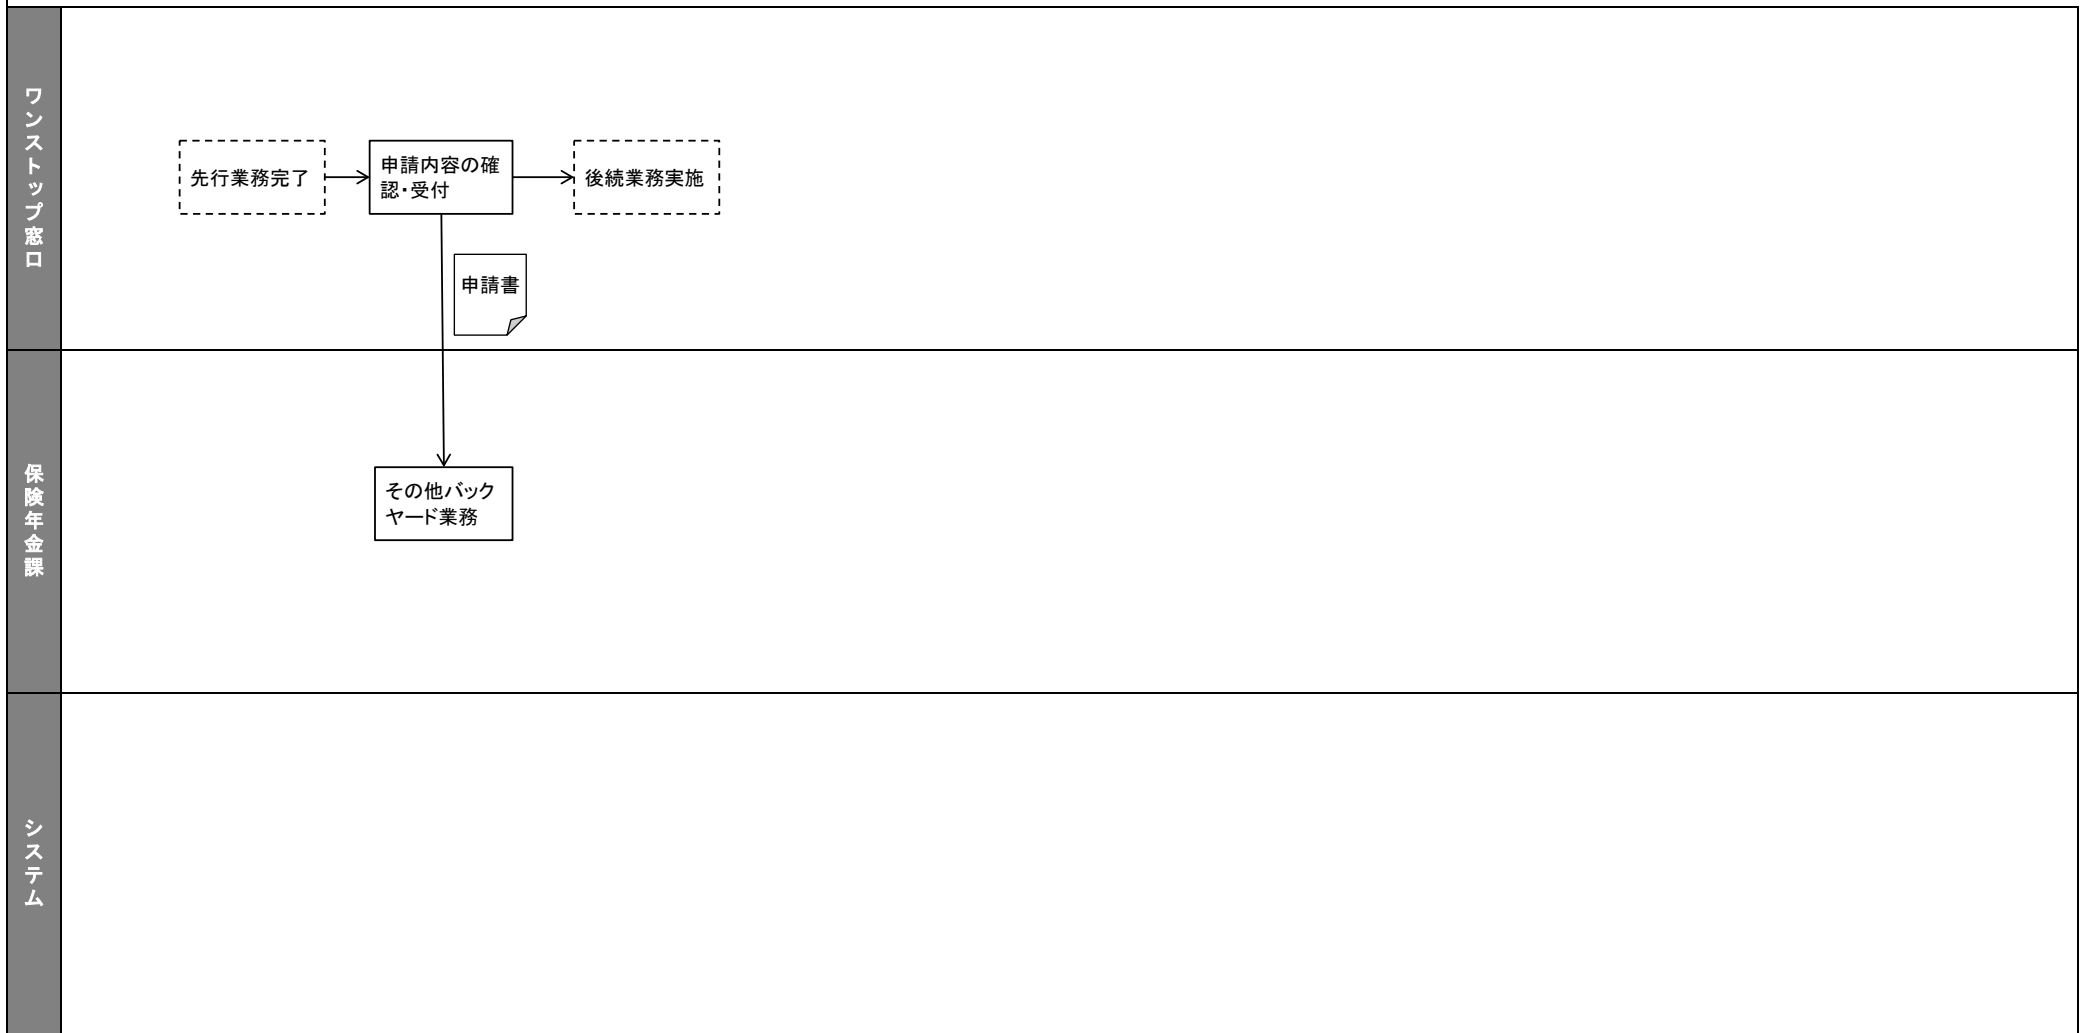 ワンストップ窓口
先行業務完了
申請内容の確
認・受付
後続業務実施
申請書
保険年金課
その他バック
ヤード業務
システム